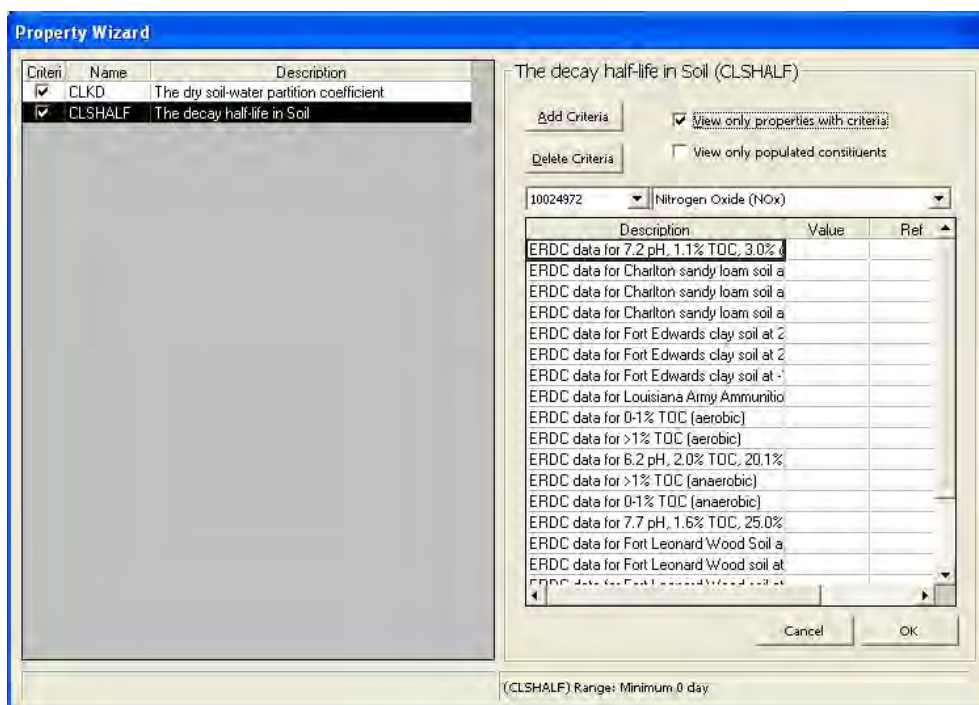 Property Wizard
Criteri Name Description
CLKD The dry soil-water partition coefficient
CLSHALF The decay half-life in Soil
The decay half-life in Soil (CLSHALF)
Add Criteria
View only properties with criteria
Delete Criteria
View only populated consitiuents
10024972 Nitrogen Oxide (NOx)
Description Value Ref
ERDC data for 7.2 pH, 1.1% TOC, 3.0%
ERDC data for Charlton sandy loam soil a
ERDC data for Charlton sandy loam soil a
ERDC data for Charlton sandy loam soil a
ERDC data for Fort Edwards clay soil at 2
ERDC data for Fort Edwards clay soil at 2
ERDC data for Fort Edwards clay soil at -
ERDC data for Louisiana Army Ammunitio
ERDC data for 0-1% TOC (aerobic)
ERDC data for >1% TOC (aerobic)
ERDC data for 6.2 pH, 2.0% TOC, 20.1%
ERDC data for >1% TOC (anaerobic)
ERDC data for 0-1% TOC (anaerobic)
ERDC data for 7.7 pH, 1.6% TOC, 25.0%
ERDC data for Fort Leonard Wood Soil a
ERDC data for Fort Leonard Wood soil at
Cancel OK
(CLSHALF) Range: Minimum 0 day